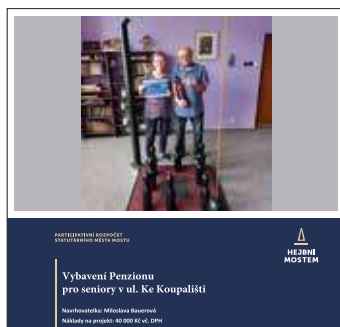 PARTICIPATIVNÍ ROZPOČET
STATUTÁRNÍHO MĚSTA MOSTU
HEJBNI
MOSTEM
Vybavení Penzionu
pro seniory v ul. Ke Koupališti
Navrhovatelka: Miloslava Bauerová
Náklady na projekt: 40 000 Kč vč. DPH